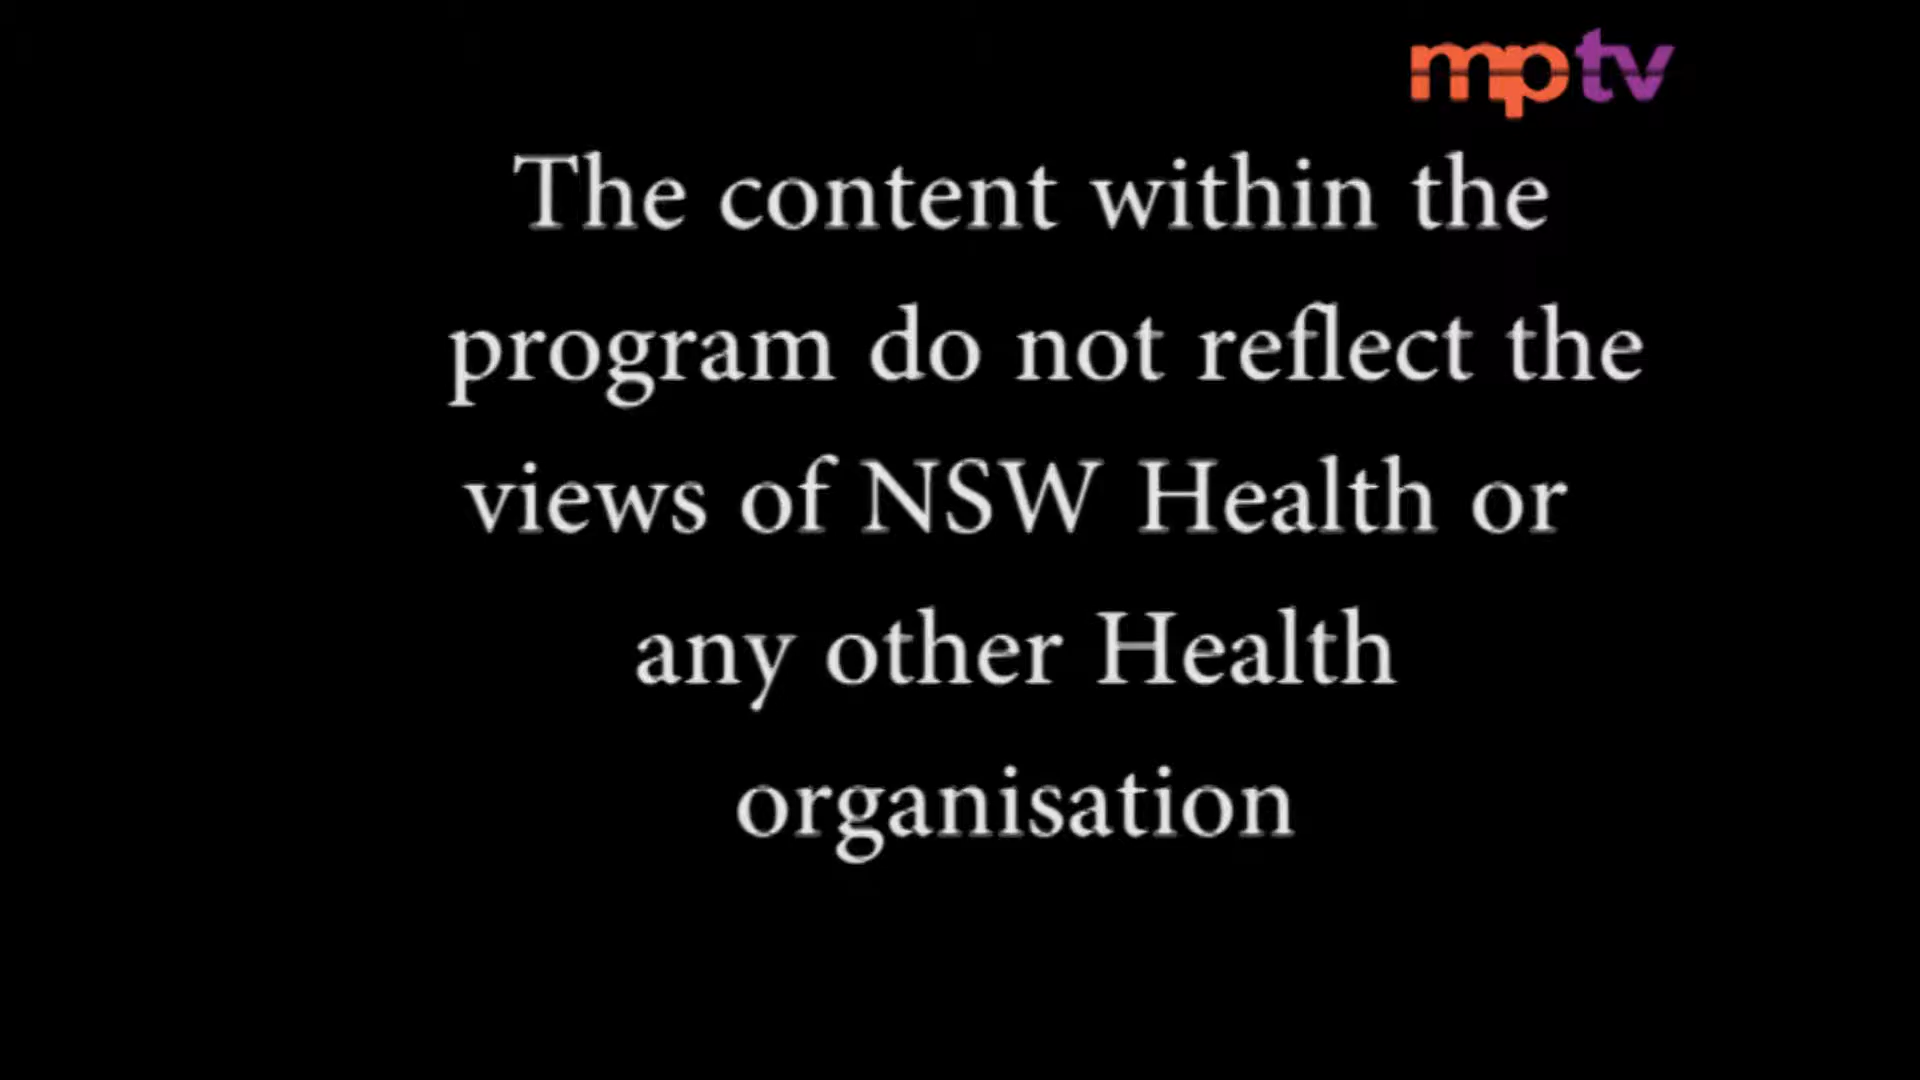 mptv
The content within the
program do not reflect the
views of NSW Health or
any other Health
organisation